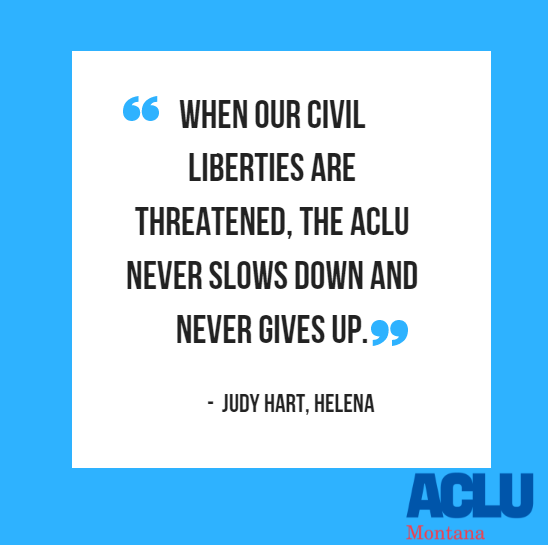 “ WHEN OUR CIVIL
LIBERTIES ARE
THREATENED, THE ACLU
NEVER SLOWS DOWN AND
NEVER GIVES UP.”
- JUDY HART, HELENA
ACLU
Montana